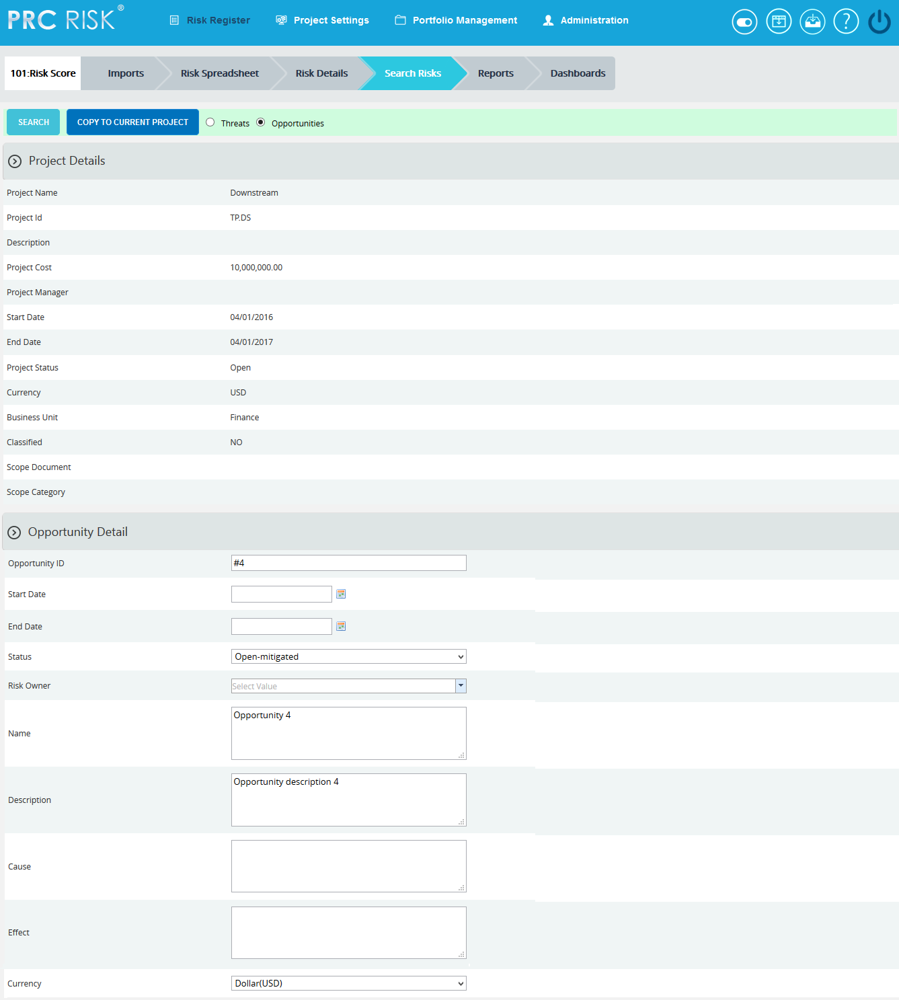 PRC RISK®
Risk Register Project Settings Portfolio Management Administration
?
101:Risk Score Imports Risk Spreadsheet Risk Details Search Risks Reports Dashboards
SEARCH COPY TO CURRENT PROJECT Threats Opportunities
Project Details
Project Name Downstream
Project Id TP.DS
Description
Project Cost 10,000,000.00
Project Manager
Start Date 04/01/2016
End Date 04/01/2017
Project Status Open
Currency USD
Business Unit Finance
Classified NO
Scope Document
Scope Category
Opportunity Detail
Opportunity ID #4
Start Date
End Date
Status Open-mitigated
Risk Owner Select Value
Name Opportunity 4
Description Opportunity description 4
Cause
Effect
Currency Dollar(USD)